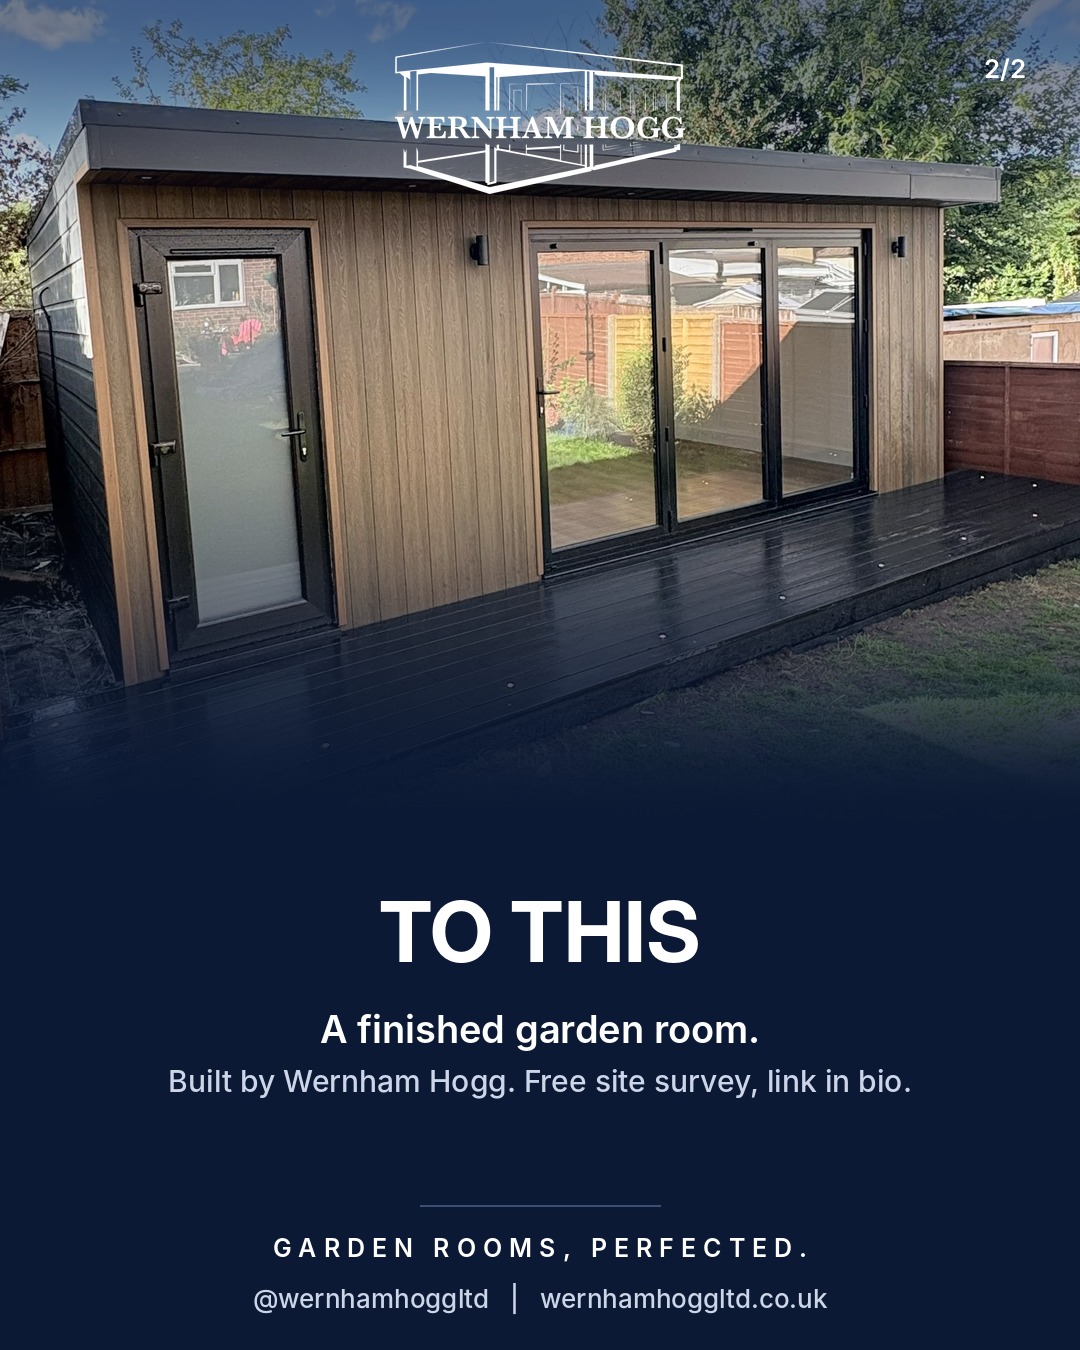 2/2
WERNHAM HOGG
TO THIS
A finished garden room.
Built by Wernham Hogg. Free site survey, link in bio.
GARDEN ROOMS, PERFECTED.
@wernhamhoggltd | wernhamhoggltd.co.uk